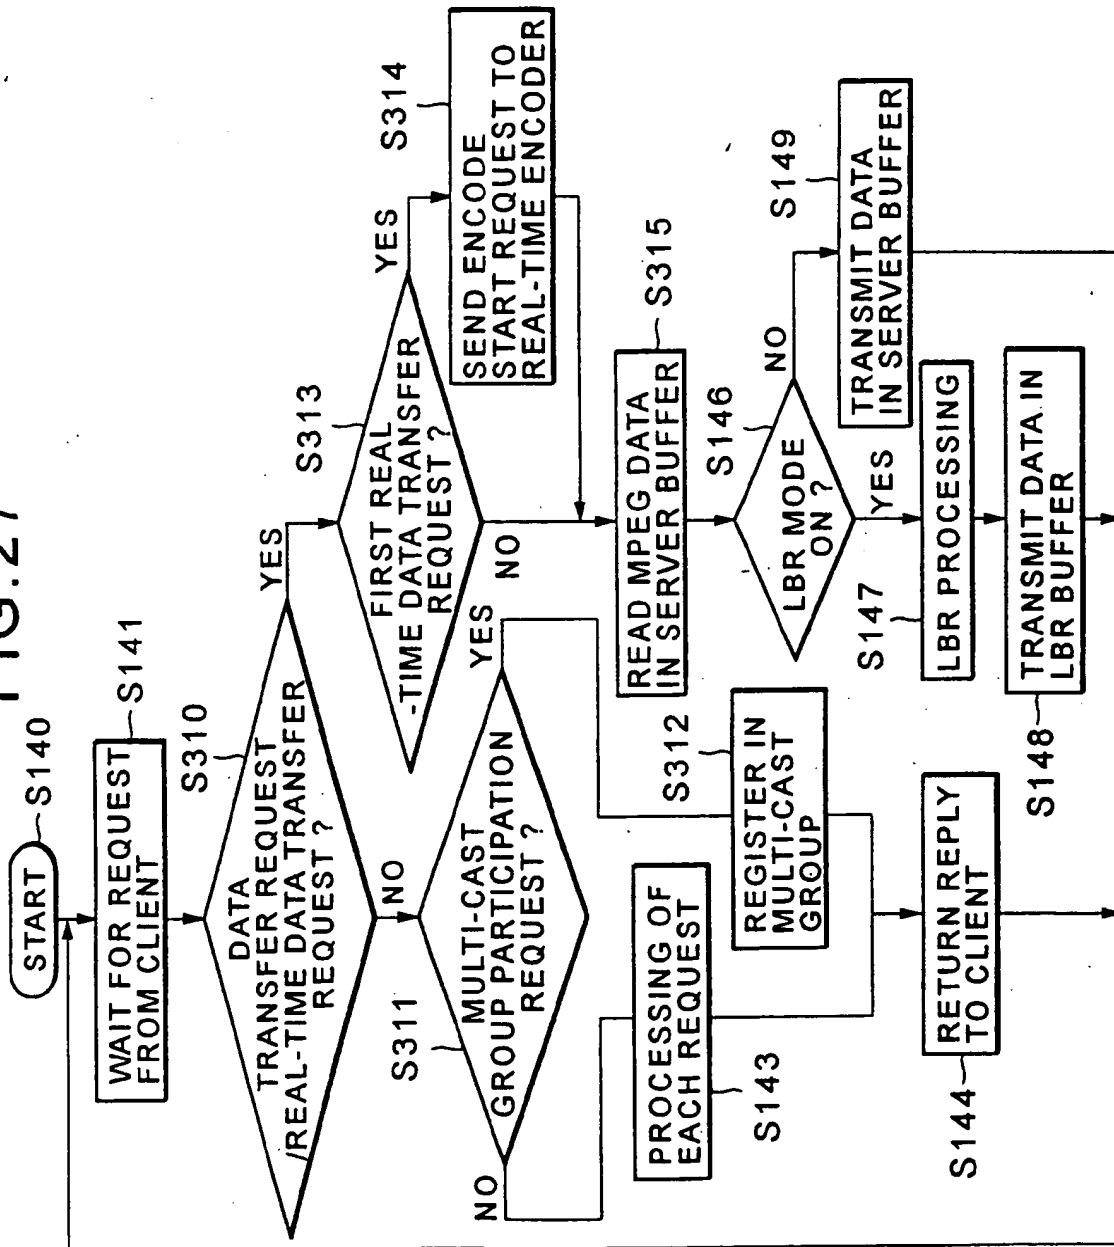 FIG.27
START
S140
WAIT FOR REQUEST
FROM CLIENT
S141
DATA
TRANSFER REQUEST
/REAL-TIME DATA TRANSFER
REQUEST ?
S310
YES
NO
FIRST REAL
-TIME DATA TRANSFER
REQUEST ?
S313
YES
NO
SEND ENCODE
START REQUEST TO
REAL-TIME ENCODER
S314
MULTI-CAST
GROUP PARTICIPATION
REQUEST ?
S311
YES
NO
READ MPEG DATA
IN SERVER BUFFER
S315
PROCESSING OF
EACH REQUEST
S143
REGISTER IN
MULTI-CAST
GROUP
S312
LBR MODE
ON ?
S146
NO
YES
TRANSMIT DATA
IN SERVER BUFFER
S149
LBR PROCESSING
S147
RETURN REPLY
TO CLIENT
S144
TRANSMIT DATA IN
LBR BUFFER
S148